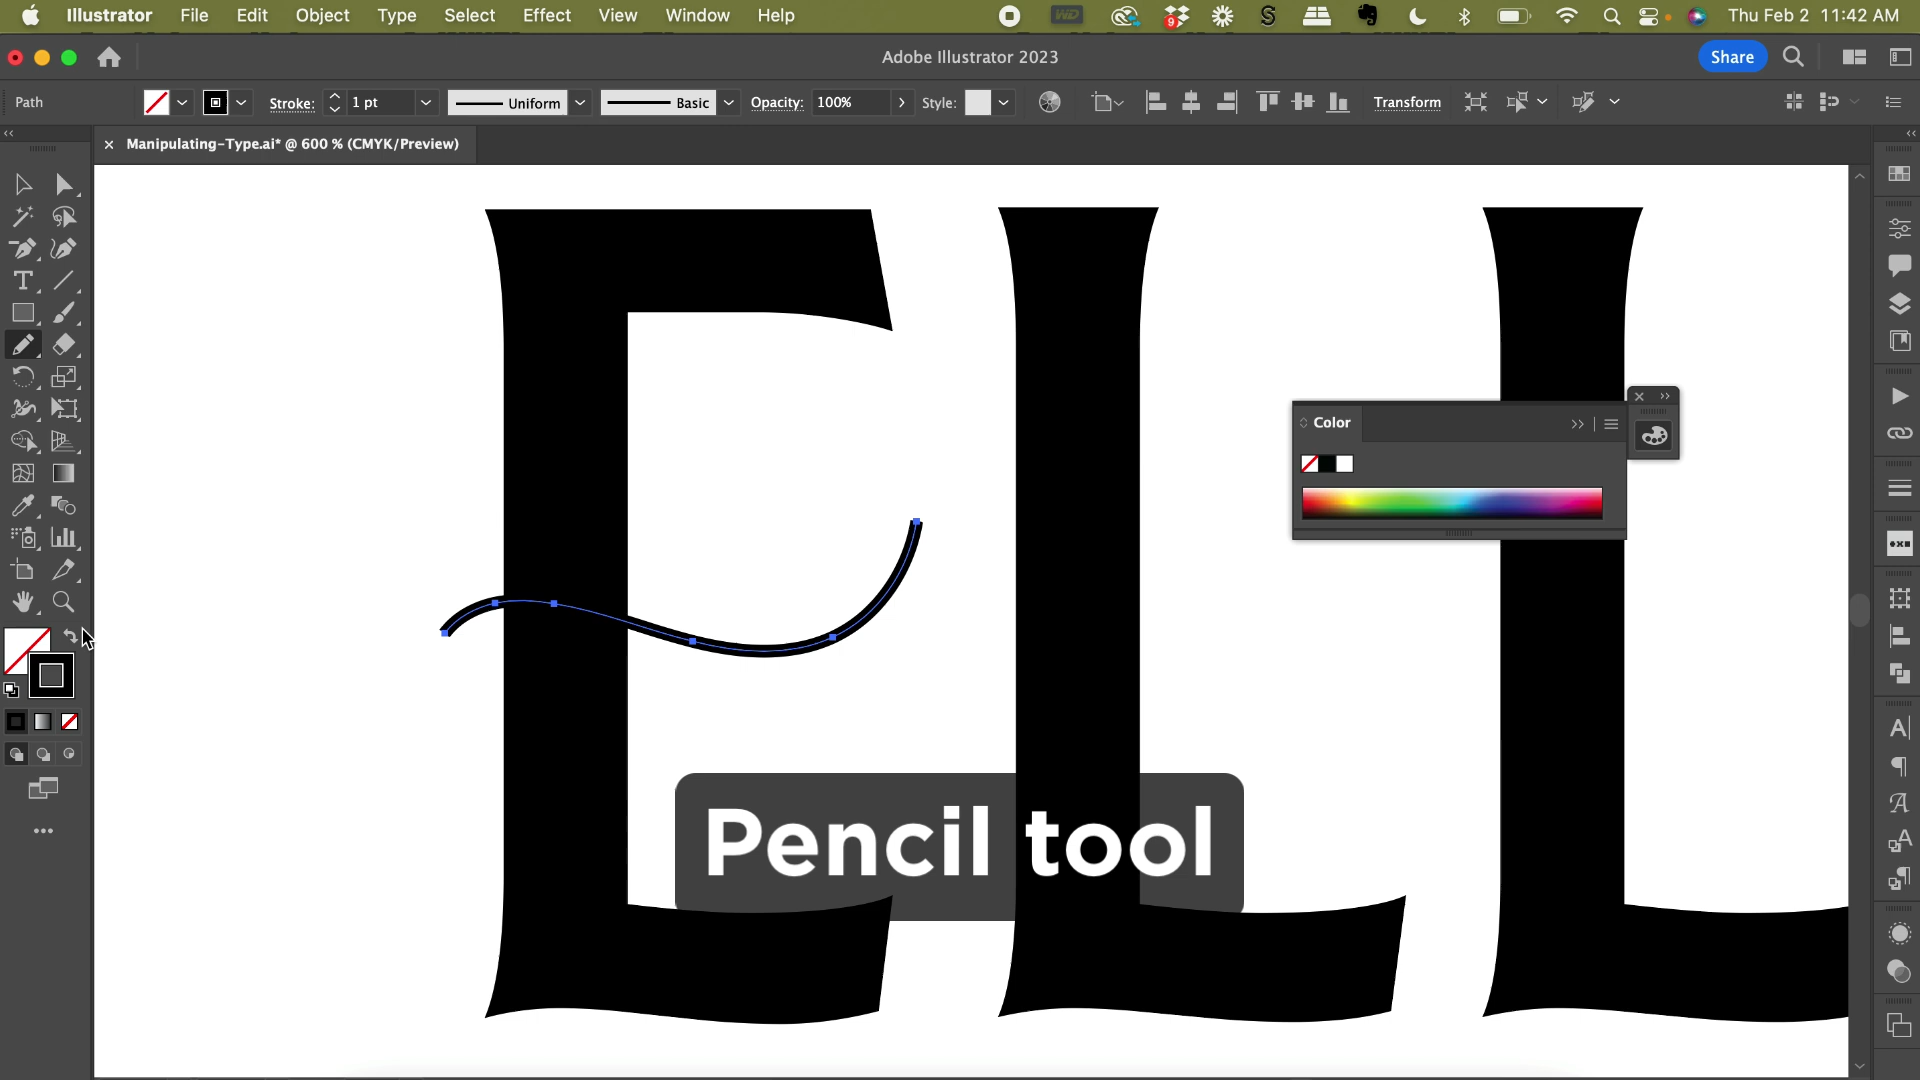 Illustrator File Edit Object Type Select Effect View Window Help 9 Thu Feb 2 11:42 AM
Adobe Illustrator 2023 Share
Path Stroke: 1 pt Uniform Basic Opacity: 100% Style: Transform
Manipulating-Type.ai* @ 600 % (CMYK/Preview)
ELL
Color
Pencil tool